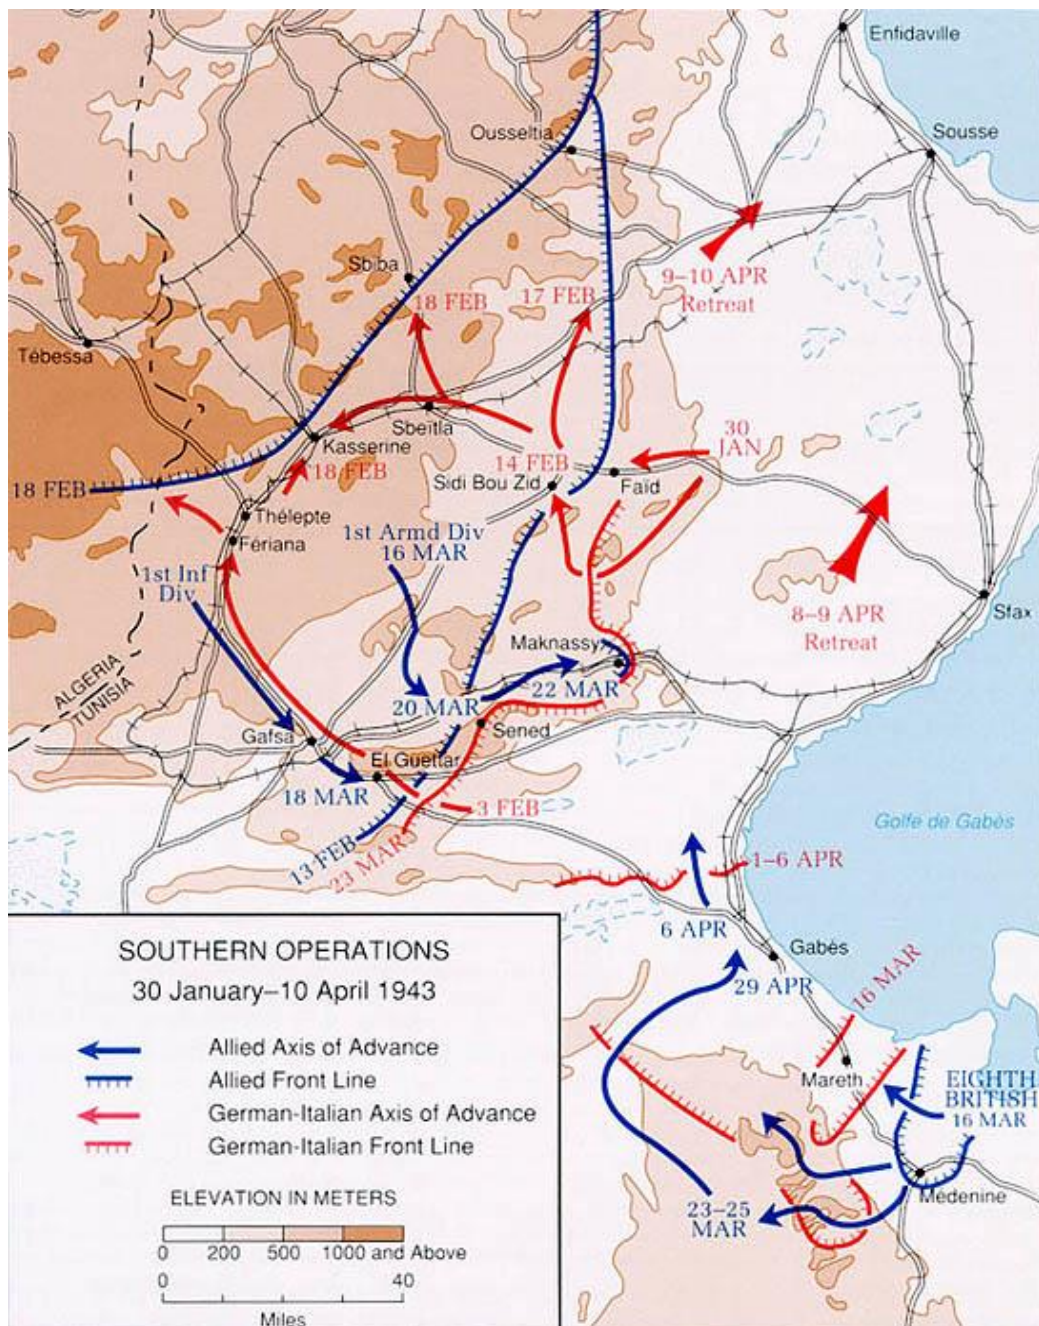 Enfidaville
Ousseltia
Sousse
Sbiba
18 FEB
17 FEB
9–10 APR
Retreat
Tébessa
Sbeïtla
Kasserine
18 FEB
14 FEB
30
JAN
18 FEB
Sidi Bou Zid
Faïd
Thélepte
1st Armd Div
16 MAR
Fériana
1st Inf
Div
Sfax
8–9 APR
Retreat
Maknassy
ALGERIA
TUNISIA
20 MAR
22 MAR
Gafsa
Sened
El Guettar
18 MAR
3 FEB
13 FEB
23 MAR
Golfe de Gabès
1–6 APR
6 APR
Gabès
29 APR
16 MAR
Mareth
EIGHTH
BRITISH
16 MAR
Médenine
23–25
MAR
SOUTHERN OPERATIONS
30 January–10 April 1943
Allied Axis of Advance
Allied Front Line
German-Italian Axis of Advance
German-Italian Front Line
ELEVATION IN METERS
0 200 500 1000 and Above
0 40
Miles